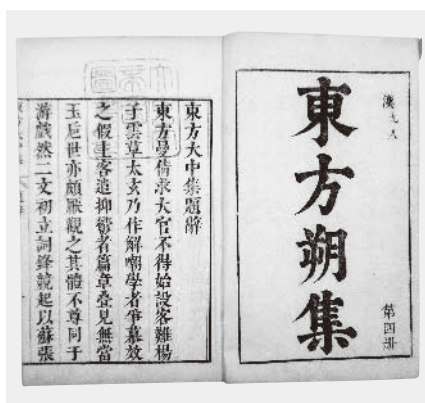 漢九八
東方朔集
第四册
東方大中集題辭
東方曼倩求大官不得始設客難楊
子雲草太玄乃作解嘲學者爭慕效
之假主客遣抑鬱者篇章疊見無當
玉巵世亦頗厭觀之其體不尊同于
游戲然二文初立詞鋒競起以蘇張